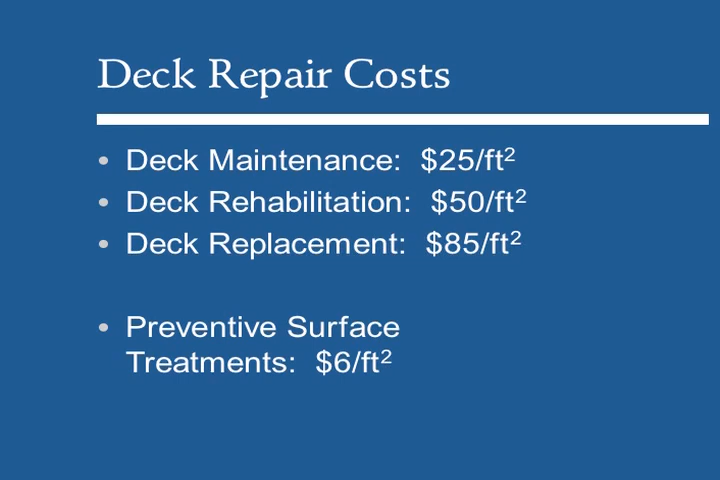 Deck Repair Costs
• Deck Maintenance: $25/ft²
• Deck Rehabilitation: $50/ft²
• Deck Replacement: $85/ft²
• Preventive Surface
Treatments: $6/ft²